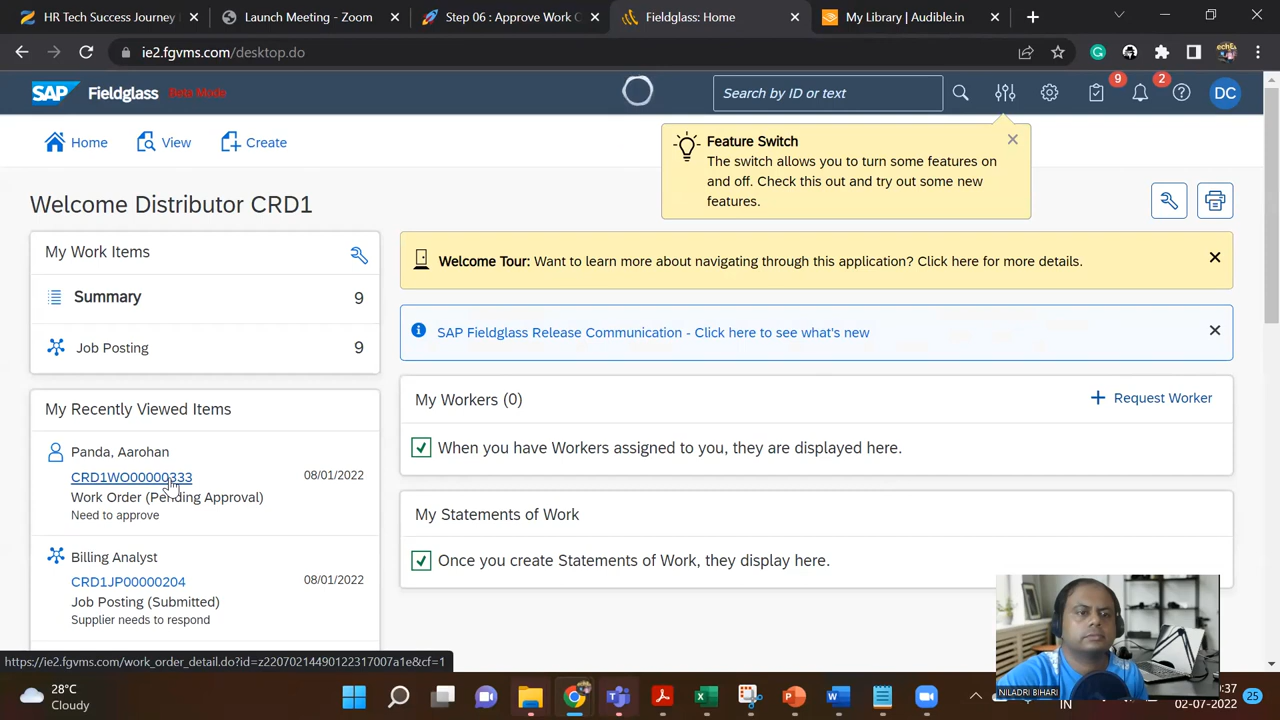 HR Tech Success Journey
Launch Meeting - Zoom
Step 06 : Approve Work O
Fieldglass: Home
My Library | Audible.in
ie2.fgvms.com/desktop.do
SAP Fieldglass Beta Mode
Search by ID or text
9
2
DC
Home
View
Create
Feature Switch
The switch allows you to turn some features on
and off. Check this out and try out some new
features.
Welcome Distributor CRD1
My Work Items
Summary 9
Job Posting 9
Welcome Tour: Want to learn more about navigating through this application? Click here for more details.
SAP Fieldglass Release Communication - Click here to see what's new
My Workers (0)
Request Worker
When you have Workers assigned to you, they are displayed here.
My Statements of Work
Once you create Statements of Work, they display here.
My Recently Viewed Items
Panda, Aarohan
CRD1WO00000333 08/01/2022
Work Order (Pending Approval)
Need to approve
Billing Analyst
CRD1JP00000204 08/01/2022
Job Posting (Submitted)
Supplier needs to respond
https://ie2.fgvms.com/work_order_detail.do?id=z22070214490122317007a1e&cf=1
NILADRI BIHARI
28°C
Cloudy
IN
:37
02-07-2022
25